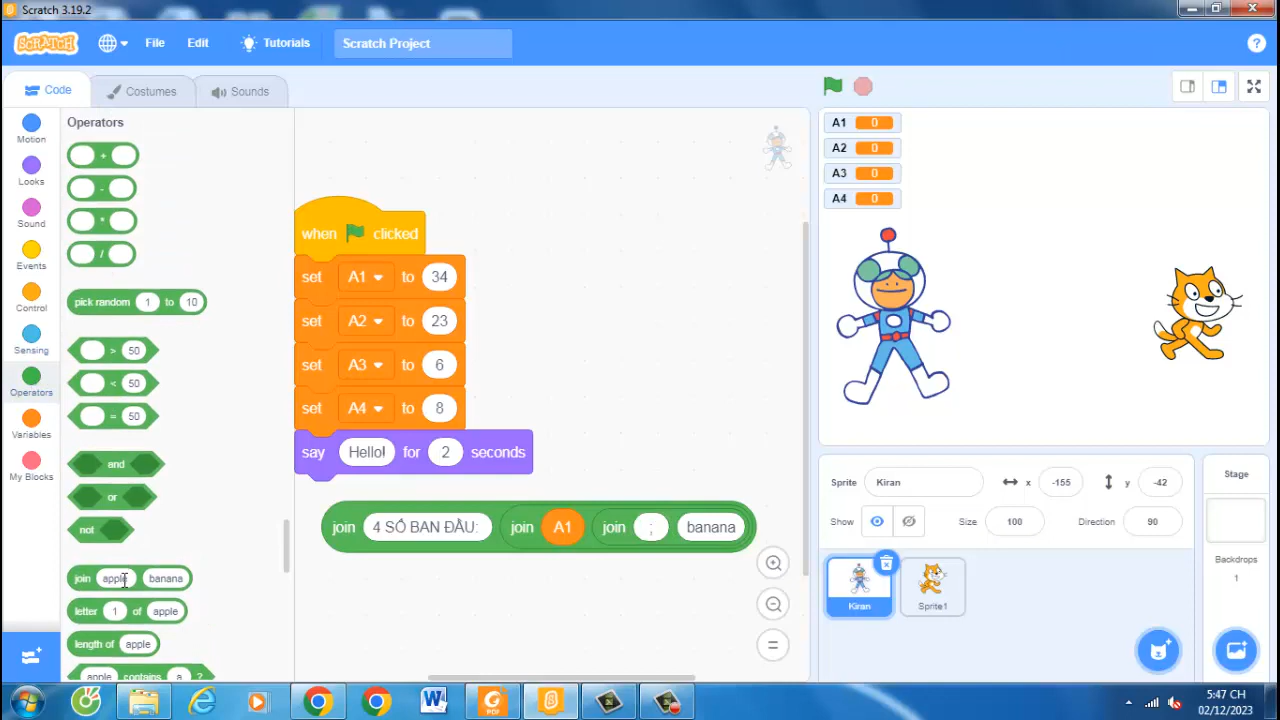 Scratch 3.19.2
SCRATCH File Edit Tutorials Scratch Project ?
Code Costumes Sounds
Motion
Looks
Sound
Events
Control
Sensing
Operators
Variables
My Blocks
Operators
+
-
*
/
pick random 1 to 10
> 50
< 50
= 50
and
or
not
join apple banana
letter 1 of apple
length of apple
apple contains a ?
when clicked
set A1 to 34
set A2 to 23
set A3 to 6
set A4 to 8
say Hello! for 2 seconds
join 4 SỐ BAN ĐẦU: join A1 join ; banana
A1 0
A2 0
A3 0
A4 0
Sprite Kiran x -155 y -42
Show Size 100 Direction 90
Kiran
Sprite1
Stage
Backdrops
1
PDF
5:47 CH
02/12/2023